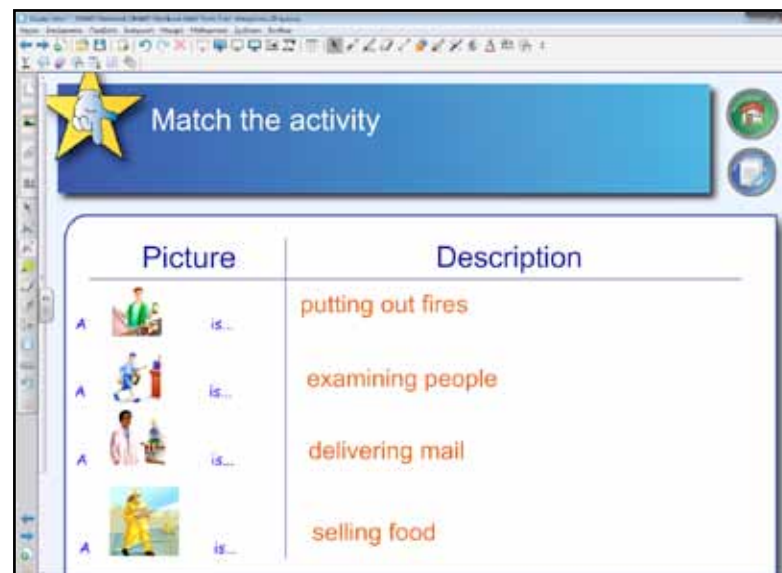 Match the activity
Picture Description
A is... putting out fires
A is... examining people
A is... delivering mail
A is... selling food